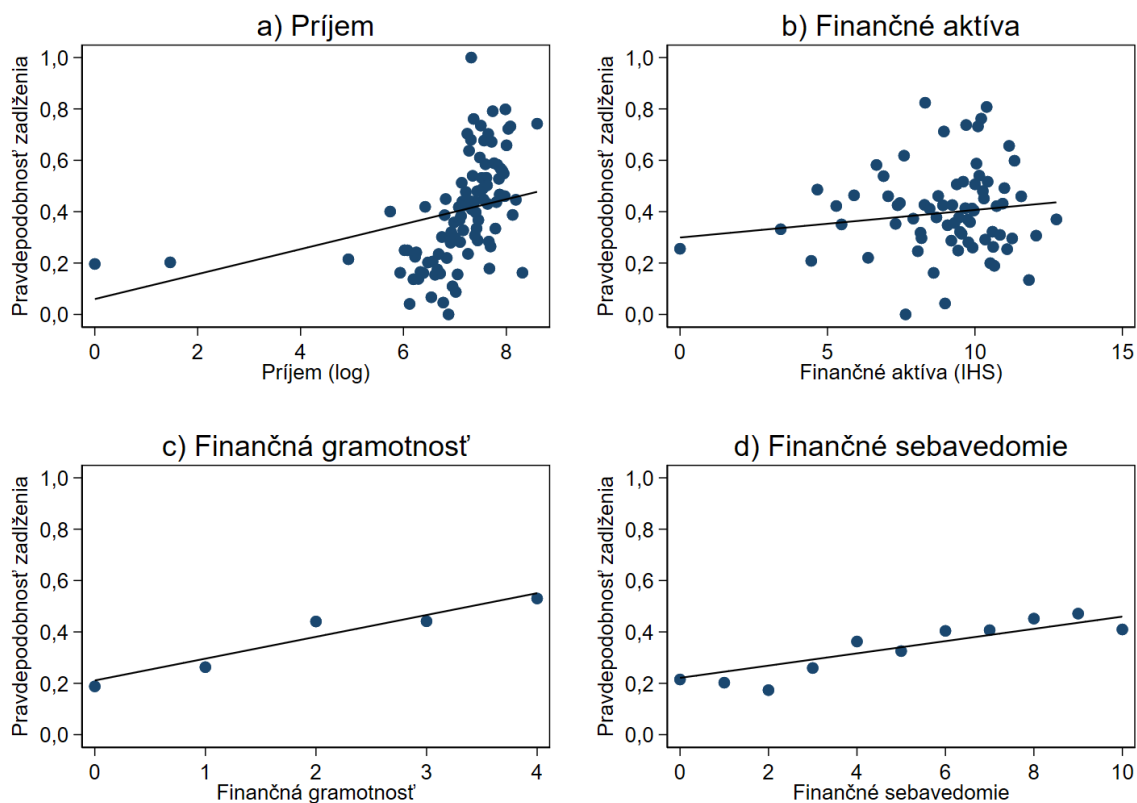 a) Príjem
Pravdepodobnosť zadlženia
1,0
0,8
0,6
0,4
0,2
0,0
0 2 4 6 8
Príjem (log)
b) Finančné aktíva
Pravdepodobnosť zadlženia
1,0
0,8
0,6
0,4
0,2
0,0
0 5 10 15
Finančné aktíva (IHS)
c) Finančná gramotnosť
Pravdepodobnosť zadlženia
1,0
0,8
0,6
0,4
0,2
0,0
0 1 2 3 4
Finančná gramotnosť
d) Finančné sebavedomie
Pravdepodobnosť zadlženia
1,0
0,8
0,6
0,4
0,2
0,0
0 2 4 6 8 10
Finančné sebavedomie